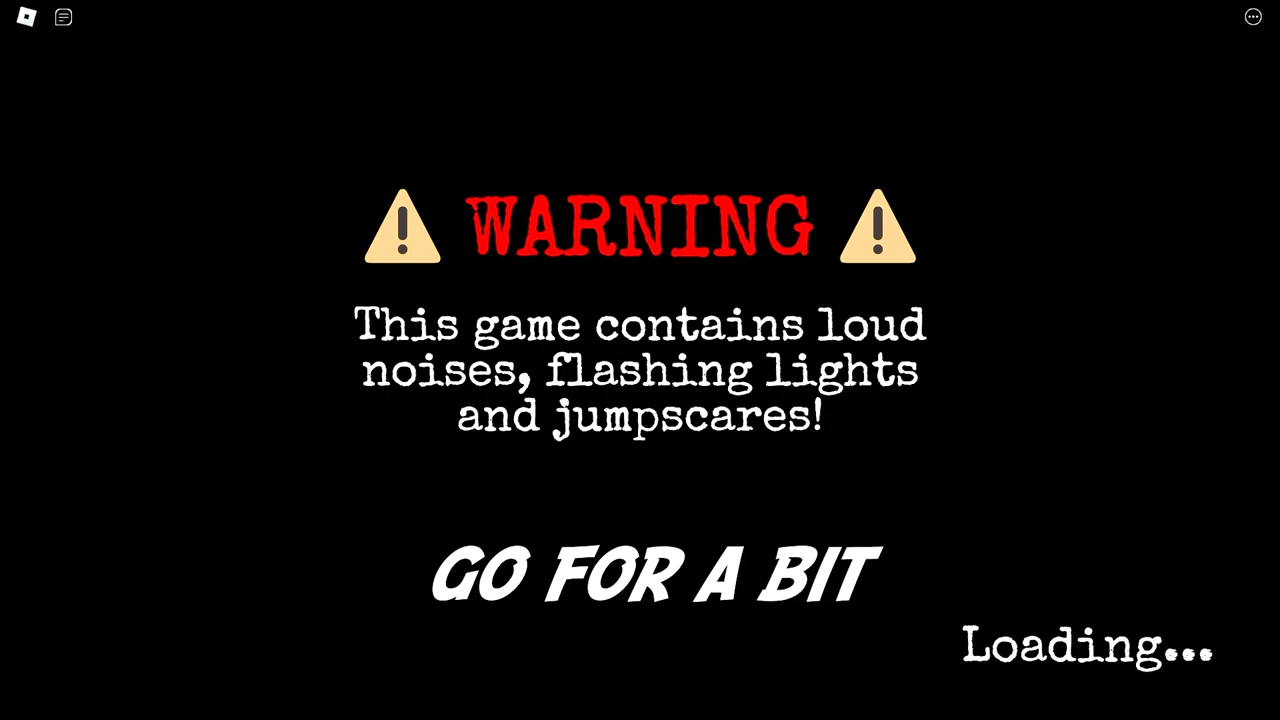 ⚠ WARNING ⚠
This game contains loud
noises, flashing lights
and jumpscares!
GO FOR A BIT
Loading...